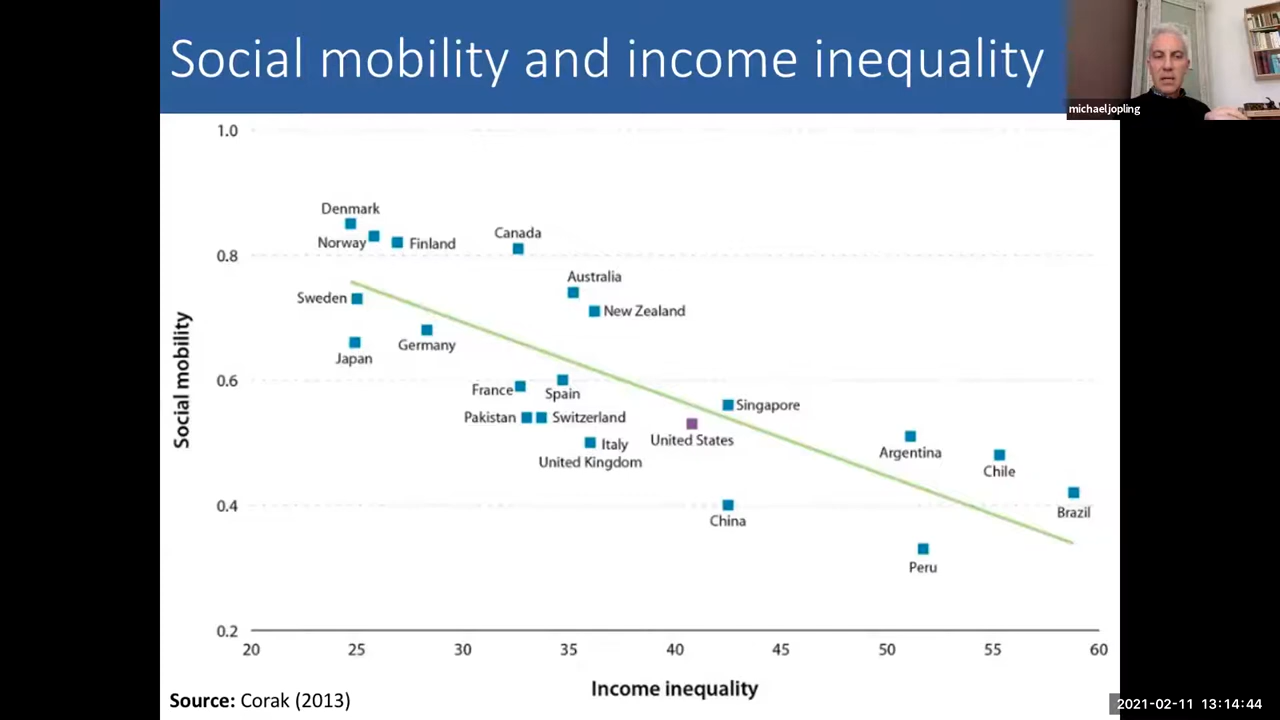 Social mobility and income inequality
michael jopling
1.0
Denmark
Norway
Finland
Canada
0.8
Australia
Sweden
New Zealand
Japan
Germany
Social mobility
0.6
France
Spain
Pakistan
Switzerland
Singapore
United States
Italy
United Kingdom
Argentina
Chile
0.4
China
Brazil
Peru
0.2
20 25 30 35 40 45 50 55 60
Income inequality
Source: Corak (2013)
2021-02-11 13:14:44